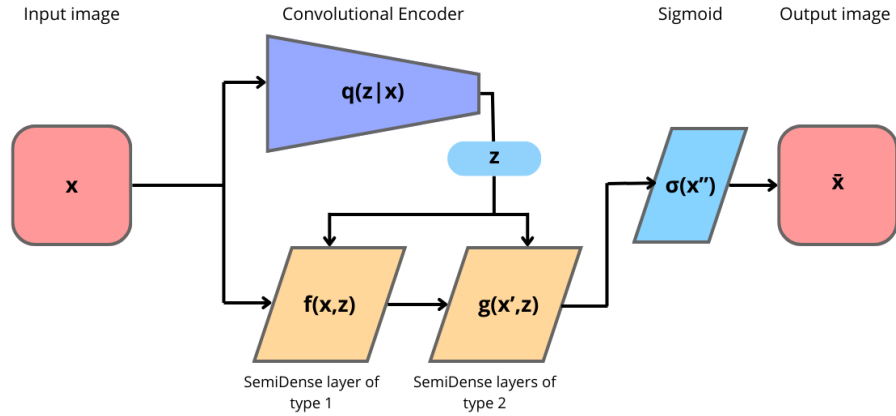 Input image
Convolutional Encoder
Sigmoid
Output image
q(z|x)
z
x
σ(x″)
x̄
f(x,z)
g(x′,z)
SemiDense layer of
type 1
SemiDense layers of
type 2